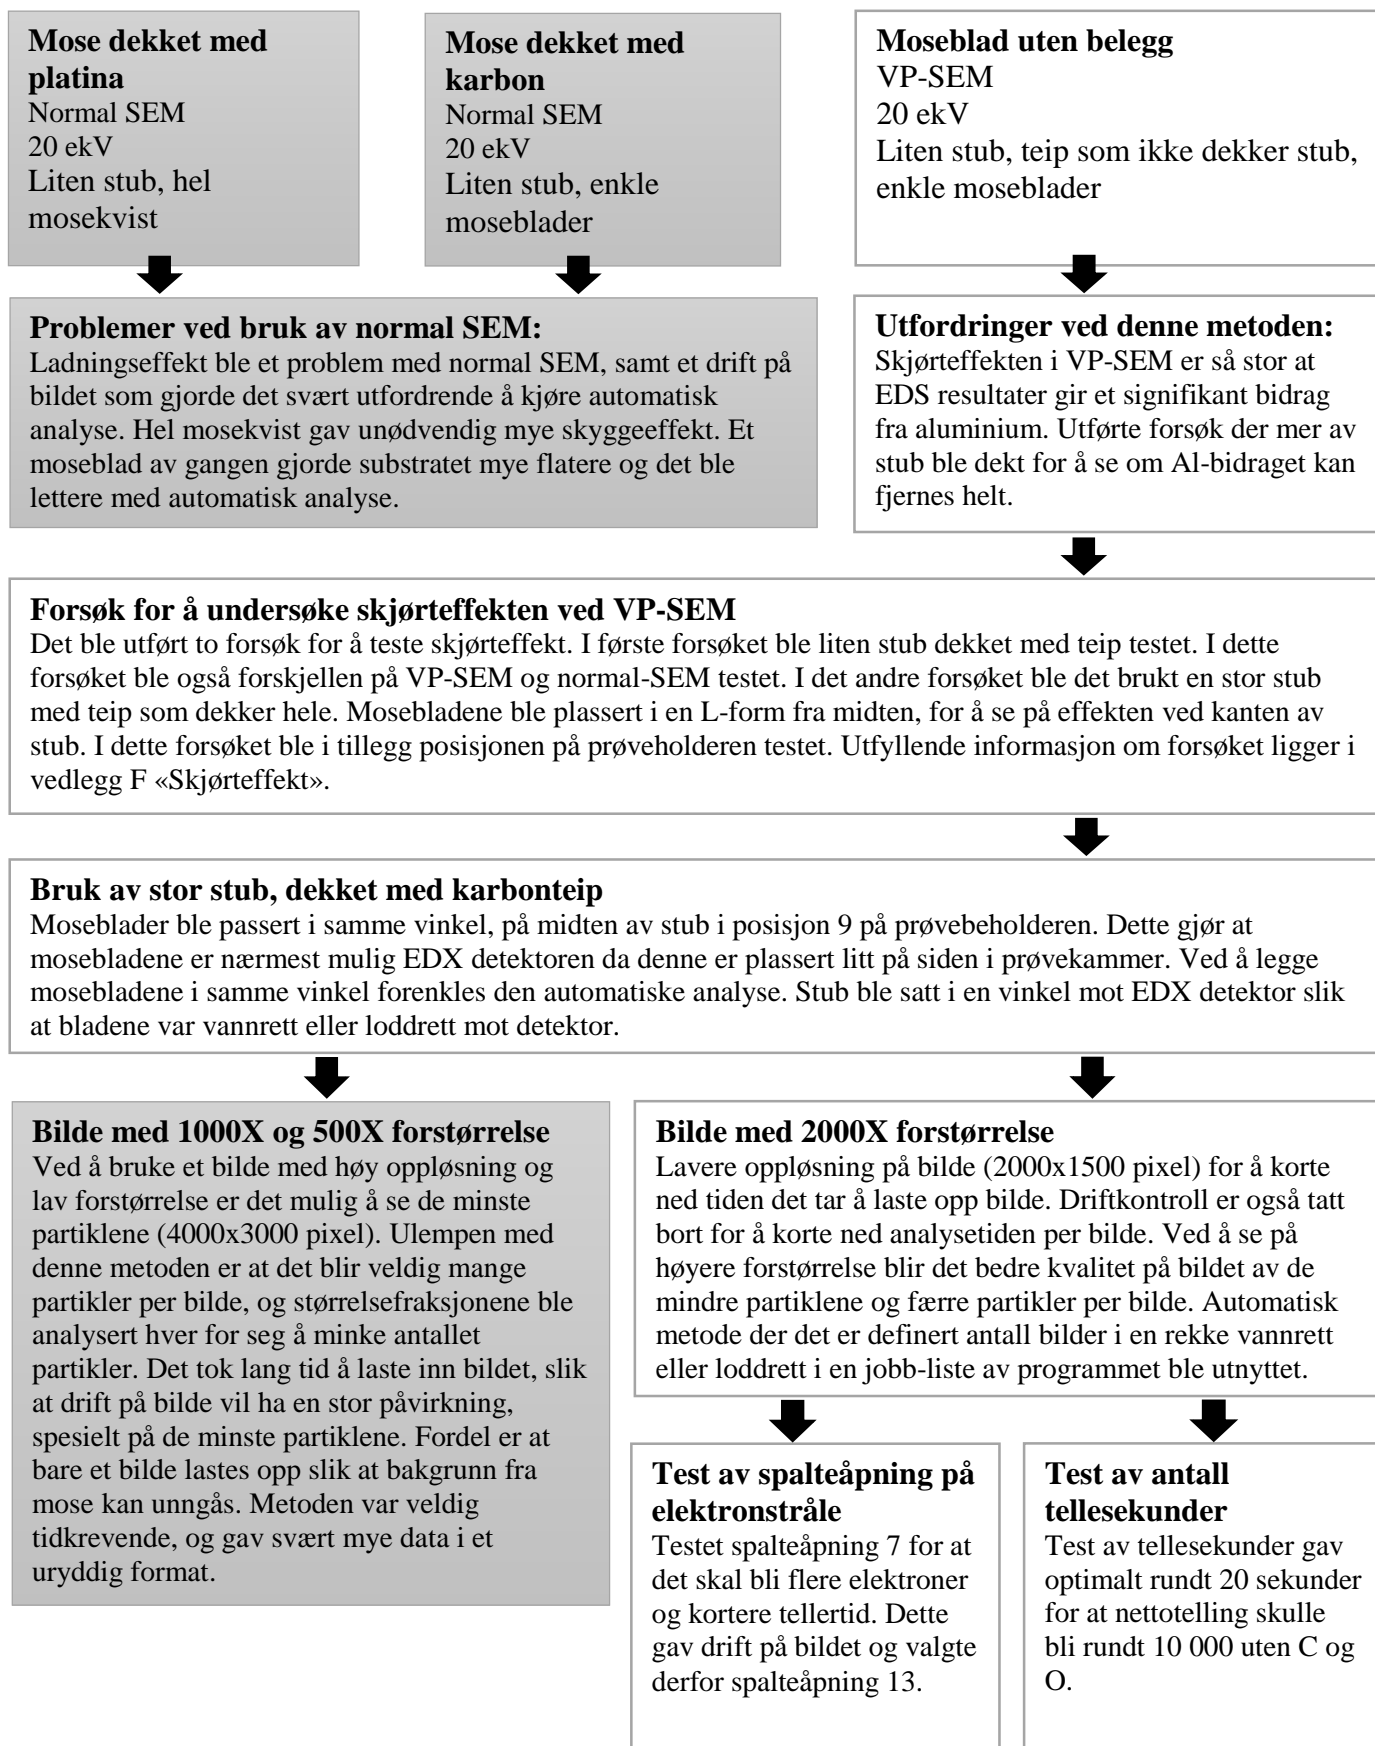 Mose dekket med
platina
Normal SEM
20 ekV
Liten stub, hel
mosekvist
Mose dekket med
karbon
Normal SEM
20 ekV
Liten stub, enkle
moseblader
Moseblad uten belegg
VP-SEM
20 ekV
Liten stub, teip som ikke dekker stub,
enkle moseblader
Problemer ved bruk av normal SEM:
Ladningseffekt ble et problem med normal SEM, samt et drift på
bildet som gjorde det svært utfordrende å kjøre automatisk
analyse. Hel mosekvist gav unødvendig mye skyggeeffekt. Et
moseblad av gangen gjorde substratet mye flatere og det ble
lettere med automatisk analyse.
Utfordringer ved denne metoden:
Skjørteffekten i VP-SEM er så stor at
EDS resultater gir et signifikant bidrag
fra aluminium. Utførte forsøk der mer av
stub ble dekt for å se om Al-bidraget kan
fjernes helt.
Forsøk for å undersøke skjørteffekten ved VP-SEM
Det ble utført to forsøk for å teste skjørteffekt. I første forsøket ble liten stub dekket med teip testet. I dette
forsøket ble også forskjellen på VP-SEM og normal-SEM testet. I det andre forsøket ble det brukt en stor stub
med teip som dekker hele. Mosebladene ble plassert i en L-form fra midten, for å se på effekten ved kanten av
stub. I dette forsøket ble i tillegg posisjonen på prøveholderen testet. Utfyllende informasjon om forsøket ligger i
vedlegg F «Skjørteffekt».
Bruk av stor stub, dekket med karbonteip
Moseblader ble passert i samme vinkel, på midten av stub i posisjon 9 på prøvebeholderen. Dette gjør at
mosebladene er nærmest mulig EDX detektoren da denne er plassert litt på siden i prøvekammer. Ved å legge
mosebladene i samme vinkel forenkles den automatiske analyse. Stub ble satt i en vinkel mot EDX detektor slik
at bladene var vannrett eller loddrett mot detektor.
Bilde med 1000X og 500X forstørrelse
Ved å bruke et bilde med høy oppløsning og
lav forstørrelse er det mulig å se de minste
partiklene (4000x3000 pixel). Ulempen med
denne metoden er at det blir veldig mange
partikler per bilde, og størrelsefraksjonene ble
analysert hver for seg å minke antallet
partikler. Det tok lang tid å laste inn bildet, slik
at drift på bilde vil ha en stor påvirkning,
spesielt på de minste partiklene. Fordel er at
bare et bilde lastes opp slik at bakgrunn fra
mose kan unngås. Metoden var veldig
tidkrevende, og gav svært mye data i et
uryddig format.
Bilde med 2000X forstørrelse
Lavere oppløsning på bilde (2000x1500 pixel) for å korte
ned tiden det tar å laste opp bilde. Driftkontroll er også tatt
bort for å korte ned analysetiden per bilde. Ved å se på
høyere forstørrelse blir det bedre kvalitet på bildet av de
mindre partiklene og færre partikler per bilde. Automatisk
metode der det er definert antall bilder i en rekke vannrett
eller loddrett i en jobb-liste av programmet ble utnyttet.
Test av spalteåpning på
elektronstråle
Testet spalteåpning 7 for at
det skal bli flere elektroner
og kortere tellertid. Dette
gav drift på bildet og valgte
derfor spalteåpning 13.
Test av antall
tellesekunder
Test av tellesekunder gav
optimalt rundt 20 sekunder
for at nettotelling skulle
bli rundt 10 000 uten C og
O.